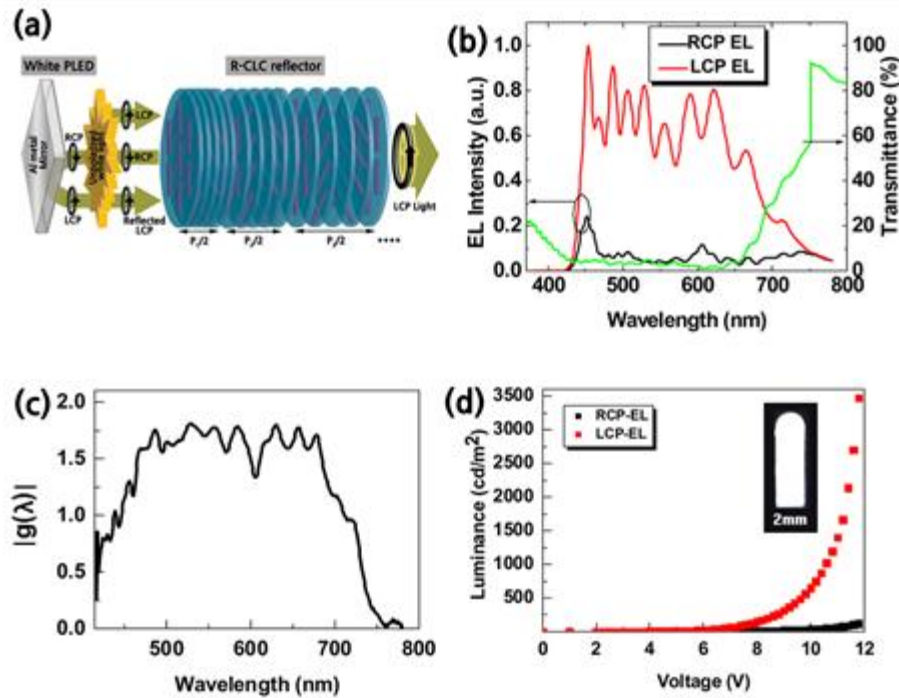 (a)
White PLED
R-CLC reflector
Al metal
Mirror
RCP
LCP
Unpolarized
white light
LCP
RCP
Reflected
LCP
LCP Light
P₁/2
P₂/2
P₃/2
(b)
RCP EL
LCP EL
EL Intensity (a.u.)
1.0
0.8
0.6
0.4
0.2
0.0
Transmittance (%)
100
80
60
40
20
0
400 500 600 700 800
Wavelength (nm)
(c)
|g(λ)|
2.0
1.5
1.0
0.5
0.0
500 600 700 800
Wavelength (nm)
(d)
RCP-EL
LCP-EL
2mm
Luminance (cd/m²)
3500
3000
2500
2000
1500
1000
500
0 2 4 6 8 10 12
Voltage (V)